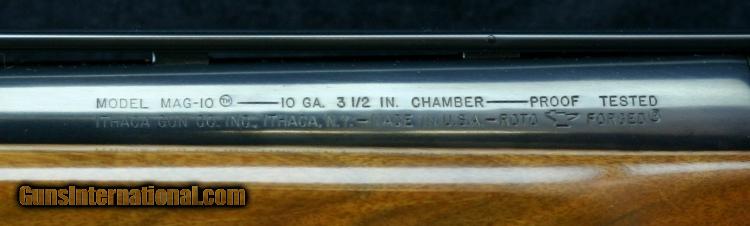 MODEL MAG-10 ™ — 10 GA. 3 1/2 IN. CHAMBER — PROOF TESTED
ITHACA GUN CO. INC., ITHACA, N.Y. - MADE IN U.S.A. - ROTO FORGED ®
GunsInternational.com